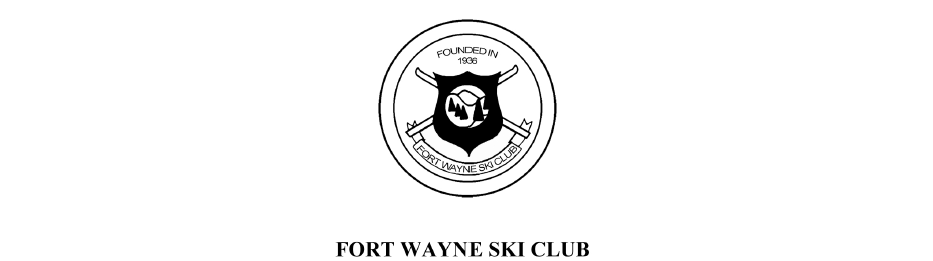 FOUNDED IN
1936
FORT WAYNE SKI CLUB
FORT WAYNE SKI CLUB